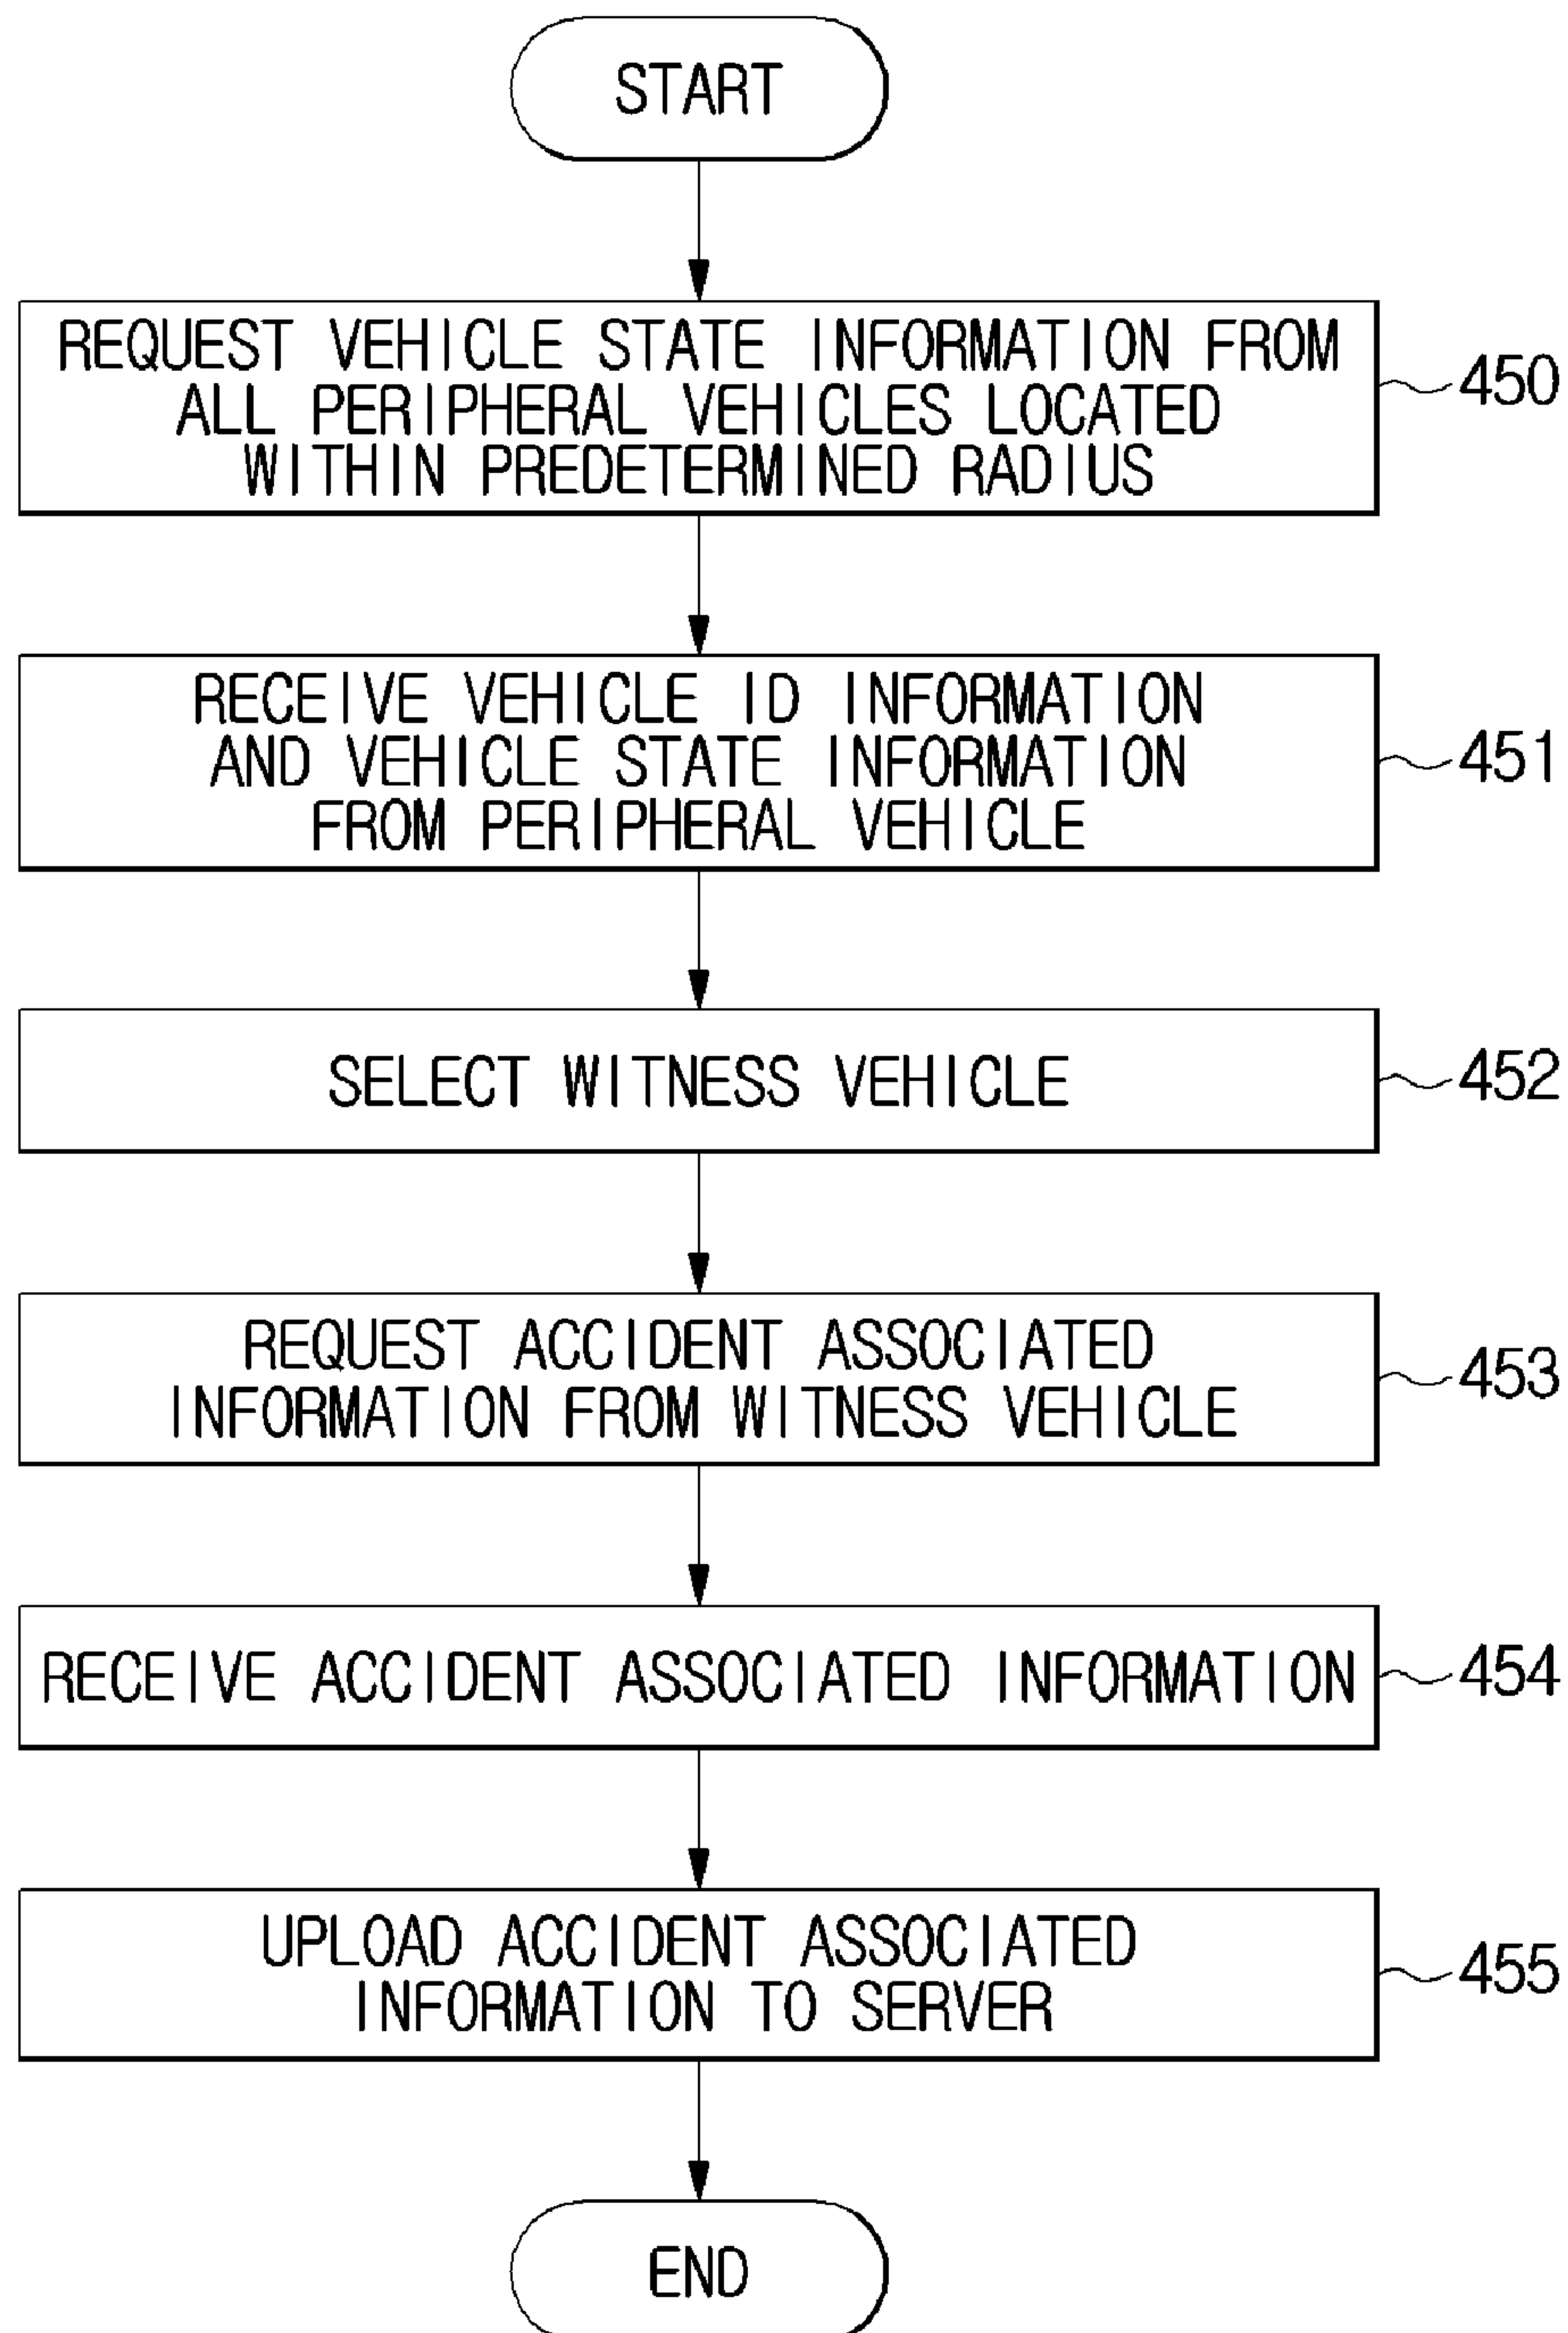 START
REQUEST VEHICLE STATE INFORMATION FROM
ALL PERIPHERAL VEHICLES LOCATED
WITHIN PREDETERMINED RADIUS
450
RECEIVE VEHICLE ID INFORMATION
AND VEHICLE STATE INFORMATION
FROM PERIPHERAL VEHICLE
451
SELECT WITNESS VEHICLE
452
REQUEST ACCIDENT ASSOCIATED
INFORMATION FROM WITNESS VEHICLE
453
RECEIVE ACCIDENT ASSOCIATED INFORMATION
454
UPLOAD ACCIDENT ASSOCIATED
INFORMATION TO SERVER
455
END